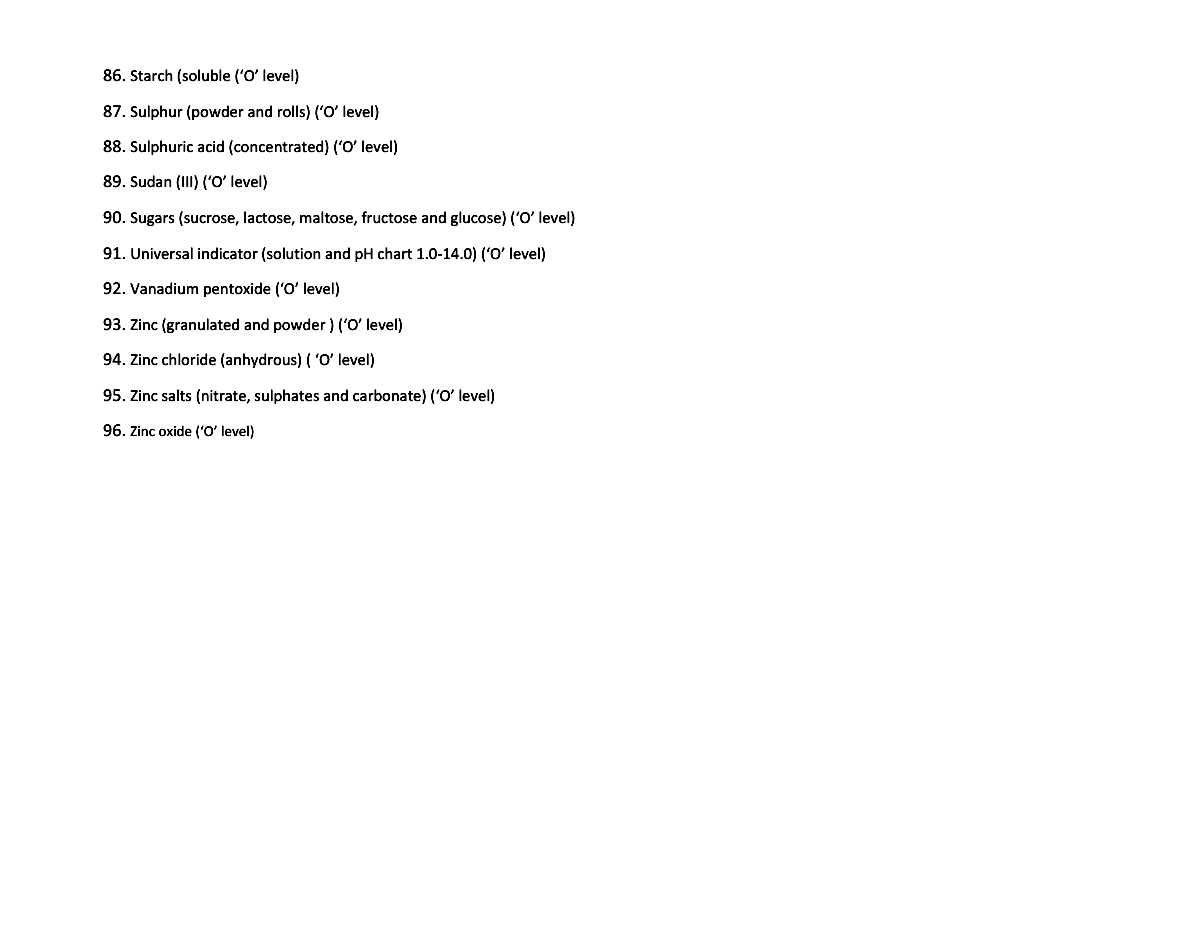 86. Starch (soluble (‘O’ level)
87. Sulphur (powder and rolls) (‘O’ level)
88. Sulphuric acid (concentrated) (‘O’ level)
89. Sudan (III) (‘O’ level)
90. Sugars (sucrose, lactose, maltose, fructose and glucose) (‘O’ level)
91. Universal indicator (solution and pH chart 1.0-14.0) (‘O’ level)
92. Vanadium pentoxide (‘O’ level)
93. Zinc (granulated and powder ) (‘O’ level)
94. Zinc chloride (anhydrous) ( ‘O’ level)
95. Zinc salts (nitrate, sulphates and carbonate) (‘O’ level)
96. Zinc oxide (‘O’ level)